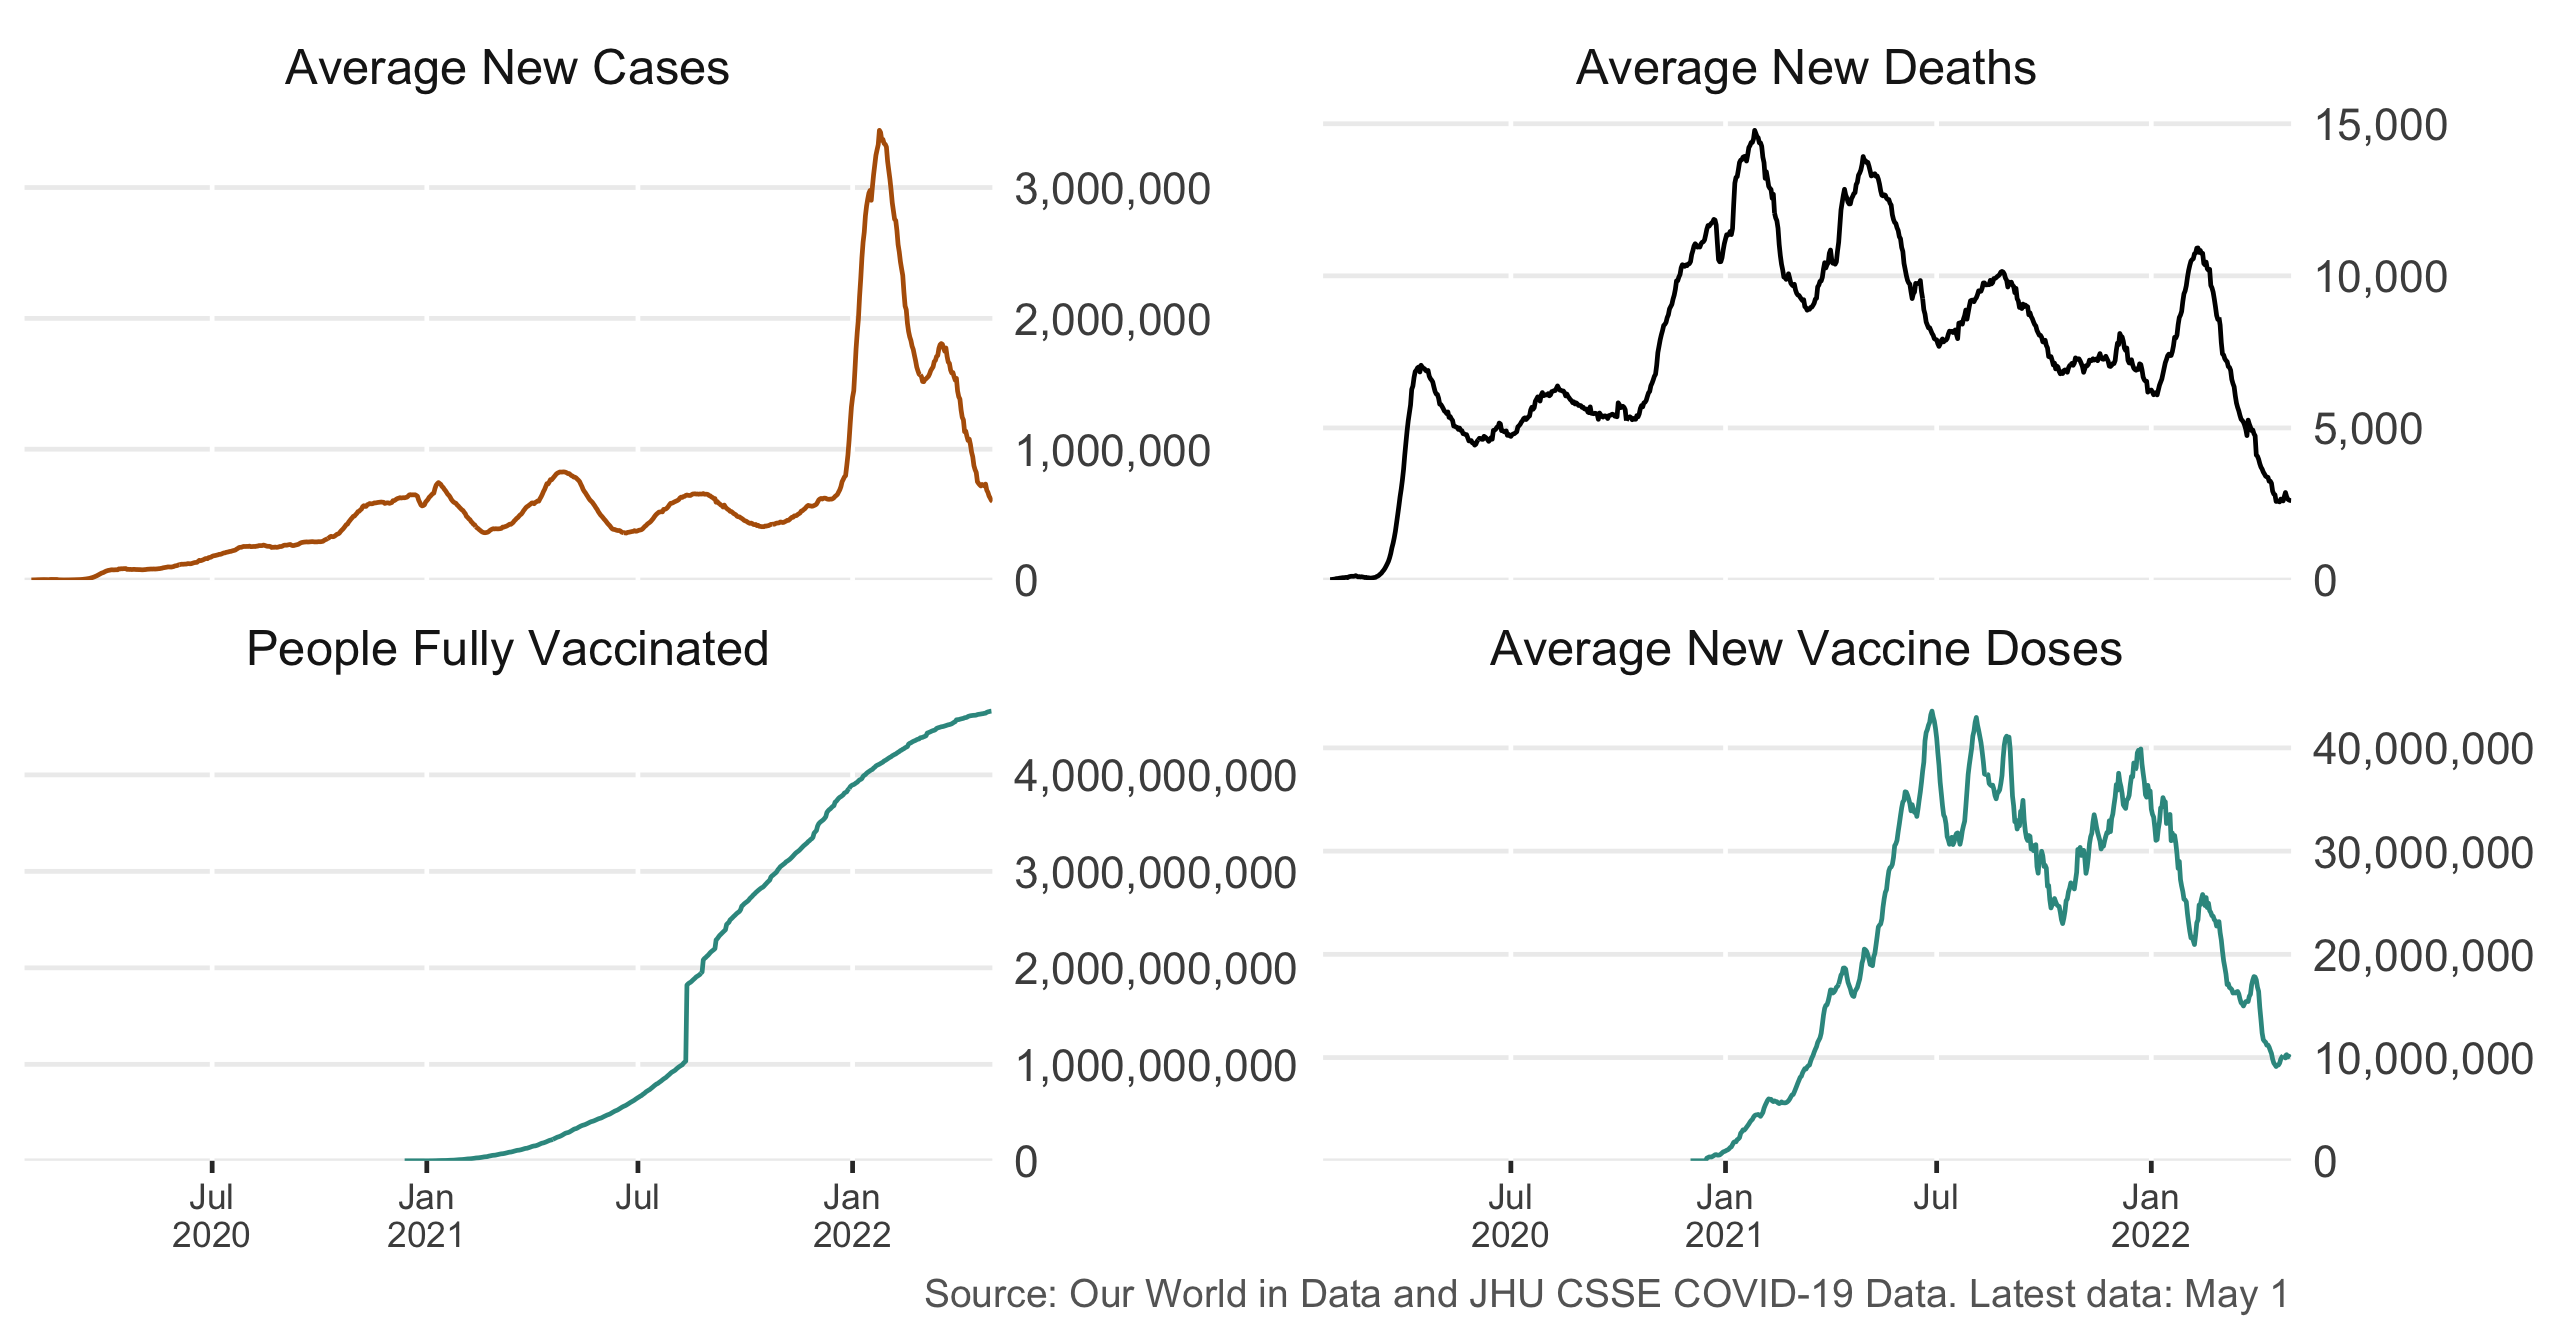 Average New Cases
3,000,000
2,000,000
1,000,000
0
Average New Deaths
15,000
10,000
5,000
0
People Fully Vaccinated
4,000,000,000
3,000,000,000
2,000,000,000
1,000,000,000
0
Jul
2020
Jan
2021
Jul
Jan
2022
Average New Vaccine Doses
40,000,000
30,000,000
20,000,000
10,000,000
0
Jul
2020
Jan
2021
Jul
Jan
2022
Source: Our World in Data and JHU CSSE COVID-19 Data. Latest data: May 1